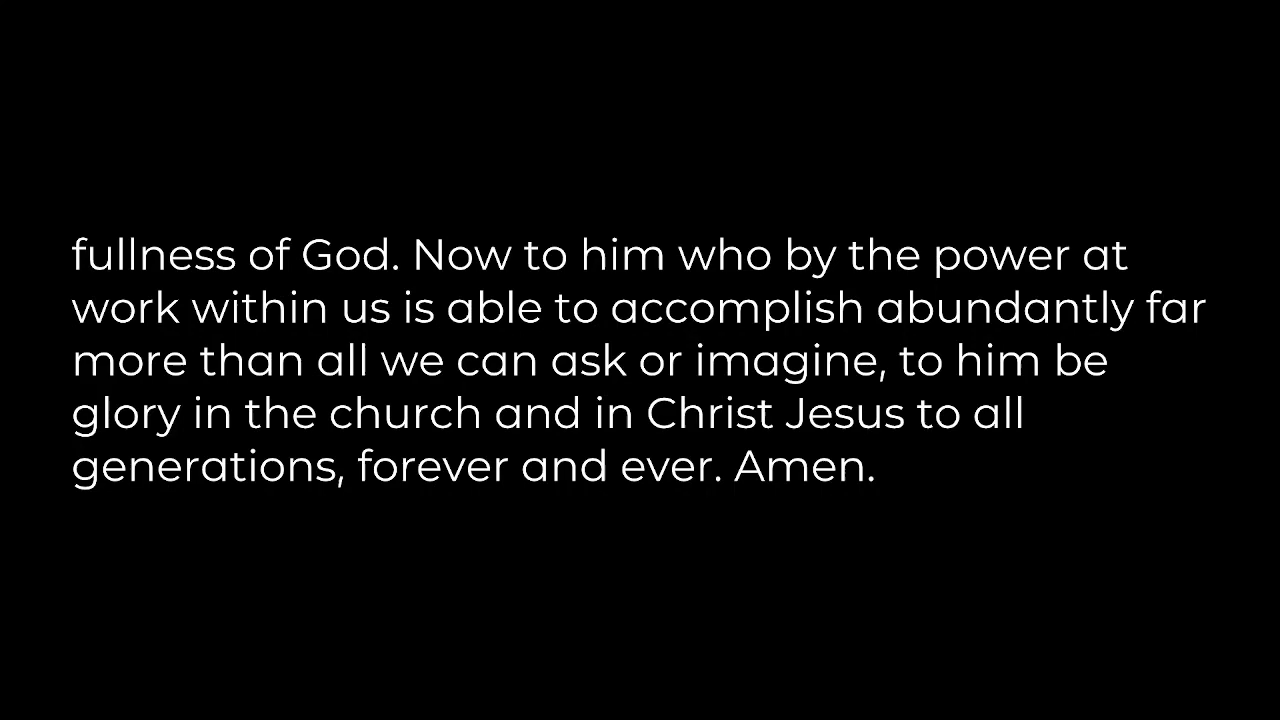 fullness of God. Now to him who by the power at
work within us is able to accomplish abundantly far
more than all we can ask or imagine, to him be
glory in the church and in Christ Jesus to all
generations, forever and ever. Amen.